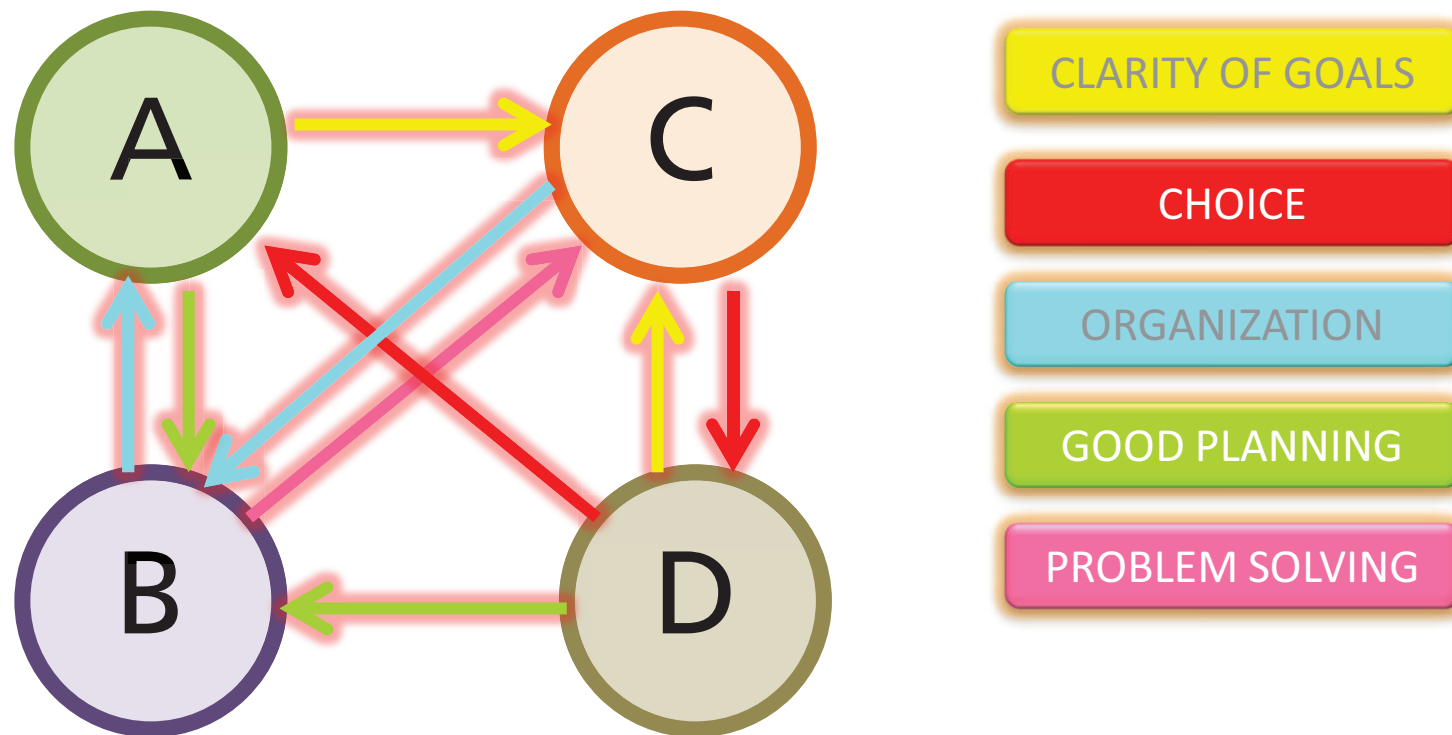 A
C
B
D
CLARITY OF GOALS
CHOICE
ORGANIZATION
GOOD PLANNING
PROBLEM SOLVING